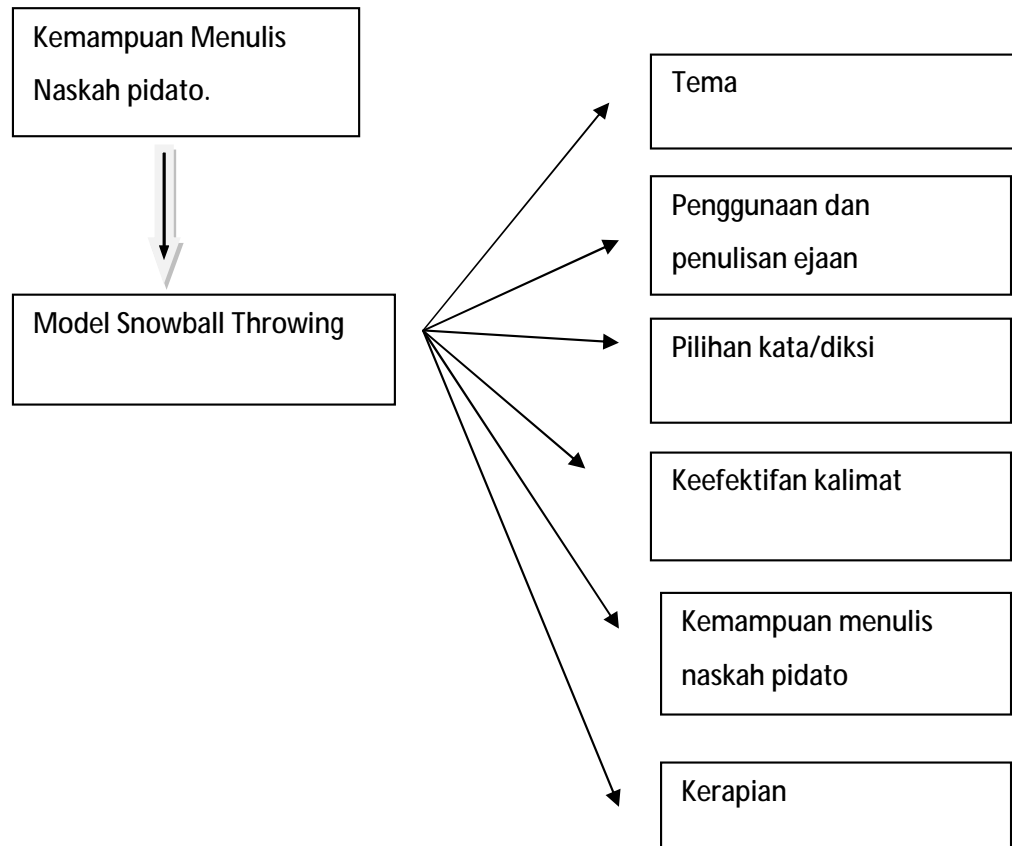 Kemampuan Menulis
Naskah pidato.
Model Snowball Throwing
Tema
Penggunaan dan
penulisan ejaan
Pilihan kata/diksi
Keefektifan kalimat
Kemampuan menulis
naskah pidato
Kerapian